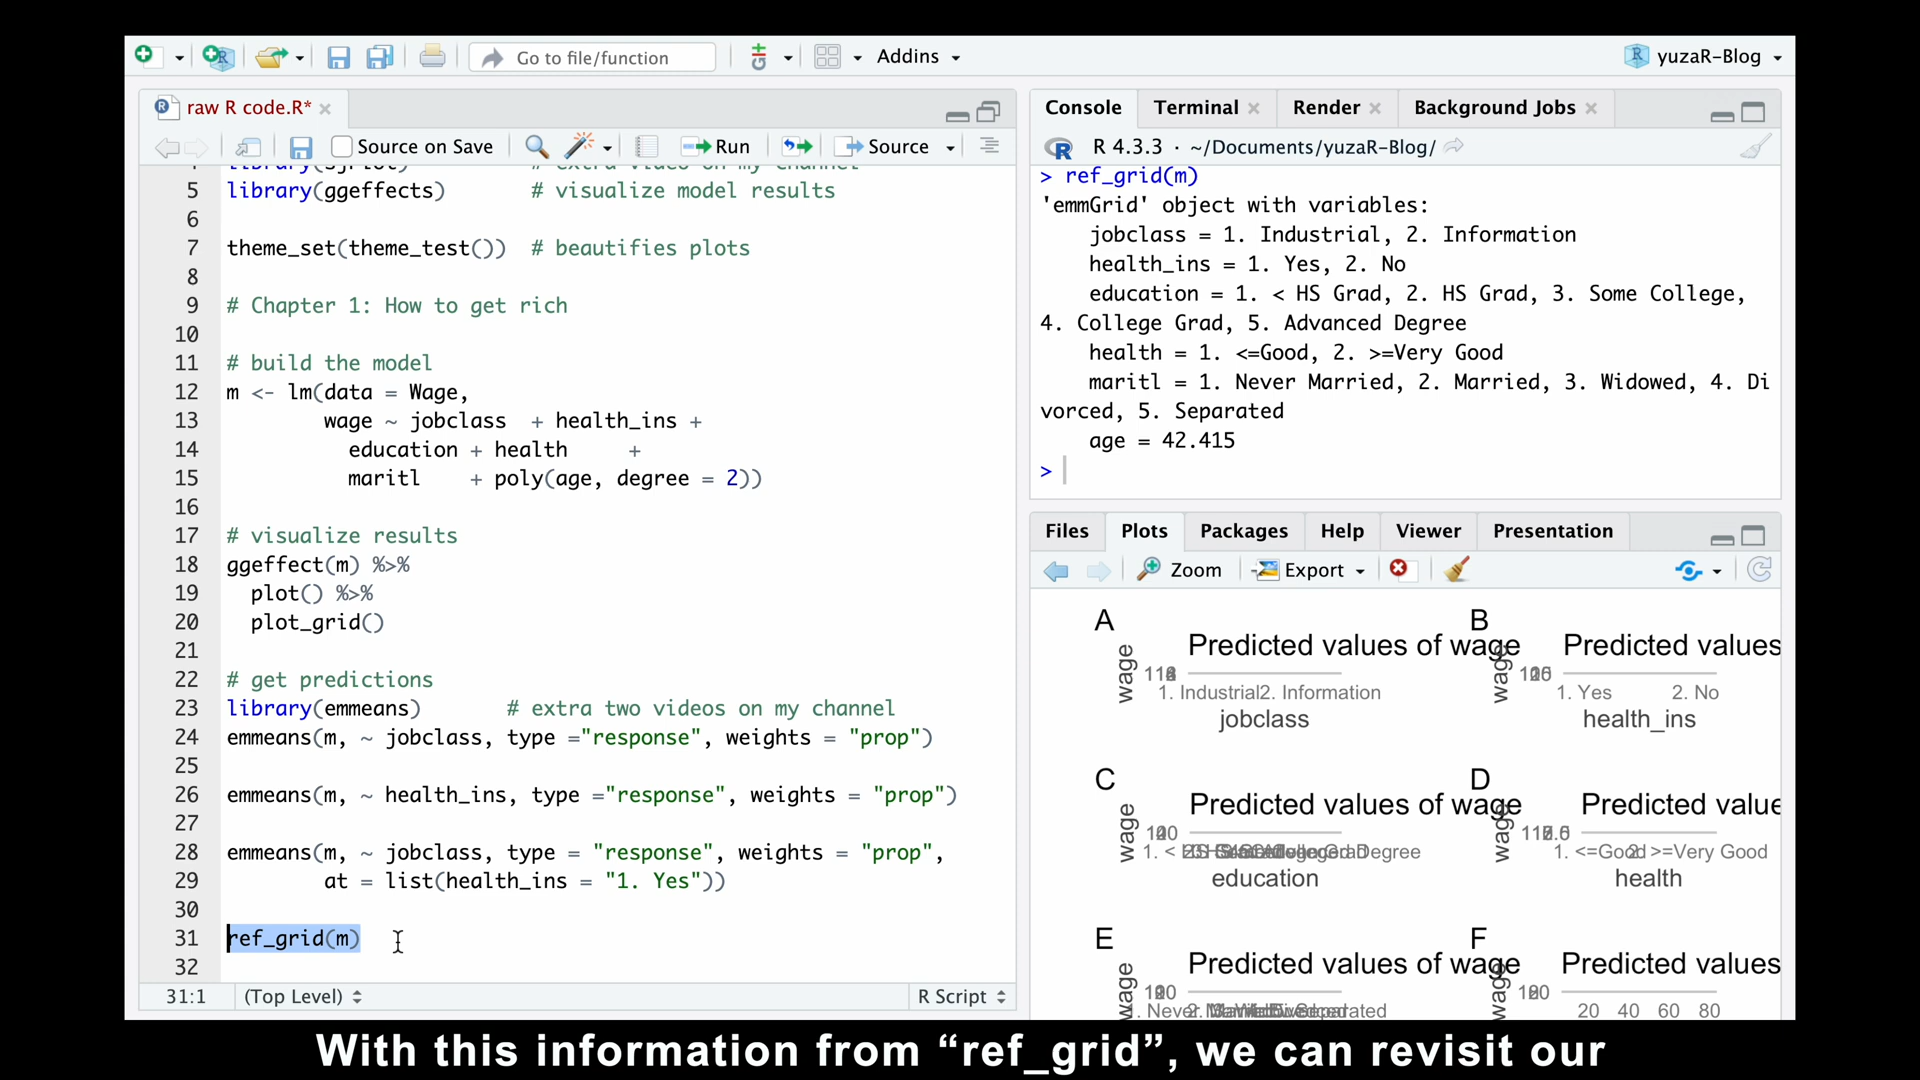 Go to file/function
Addins
yuzaR-Blog
raw R code.R*
Source on Save
Run
Source
5 library(ggeffects) # visualize model results
6
7 theme_set(theme_test()) # beautifies plots
8
9 # Chapter 1: How to get rich
10
11 # build the model
12 m <- lm(data = Wage,
13 wage ~ jobclass + health_ins +
14 education + health +
15 maritl + poly(age, degree = 2))
16
17 # visualize results
18 ggeffect(m) %>%
19 plot() %>%
20 plot_grid()
21
22 # get predictions
23 library(emmeans) # extra two videos on my channel
24 emmeans(m, ~ jobclass, type ="response", weights = "prop")
25
26 emmeans(m, ~ health_ins, type ="response", weights = "prop")
27
28 emmeans(m, ~ jobclass, type = "response", weights = "prop",
29 at = list(health_ins = "1. Yes"))
30
31 ref_grid(m)
32
31:1 (Top Level) R Script
Console Terminal Render Background Jobs
R 4.3.3 · ~/Documents/yuzaR-Blog/
> ref_grid(m)
'emmGrid' object with variables:
jobclass = 1. Industrial, 2. Information
health_ins = 1. Yes, 2. No
education = 1. < HS Grad, 2. HS Grad, 3. Some College,
4. College Grad, 5. Advanced Degree
health = 1. <=Good, 2. >=Very Good
maritl = 1. Never Married, 2. Married, 3. Widowed, 4. Di
vorced, 5. Separated
age = 42.415
>
Files Plots Packages Help Viewer Presentation
Zoom Export
A
Predicted values of wage
wage
1. Industrial2. Information
jobclass
B
Predicted values
wage
1. Yes 2. No
health_ins
C
Predicted values of wage
wage
education
D
Predicted value
wage
1. <=Good >=Very Good
health
E
Predicted values of wage
wage
F
Predicted values
wage
20 40 60 80
With this information from “ref_grid”, we can revisit our